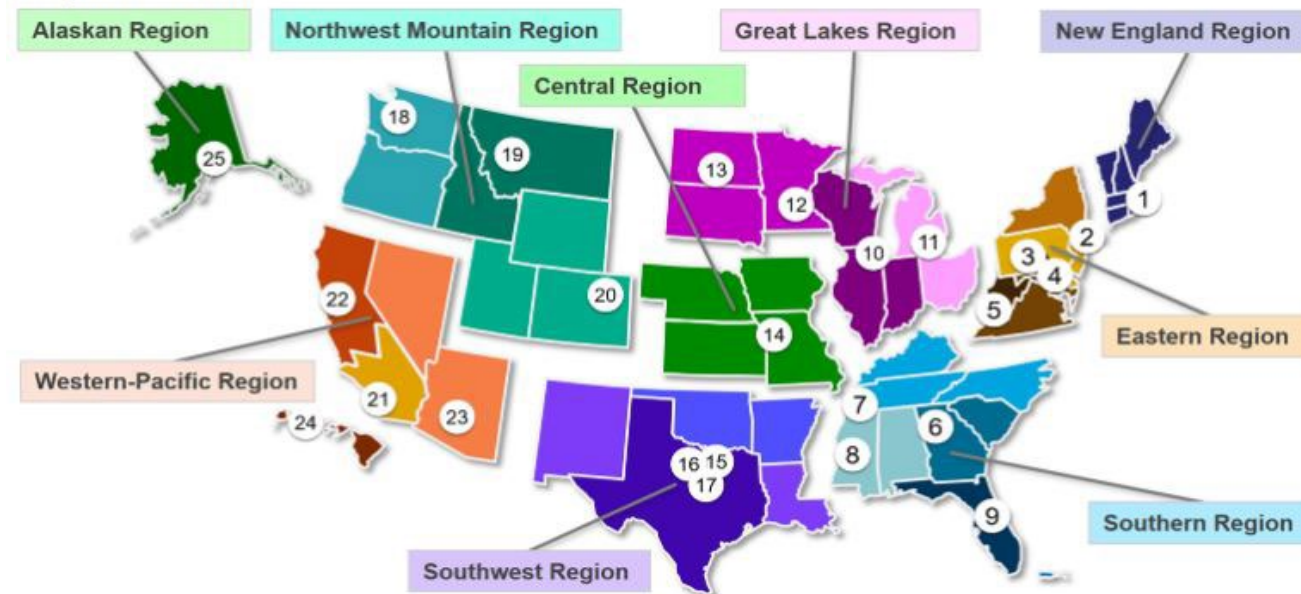 Alaskan Region
Northwest Mountain Region
Great Lakes Region
New England Region
Central Region
18
19
25
13
12
10
11
1
2
3
4
5
Eastern Region
22
20
14
Western-Pacific Region
21
23
24
7
6
8
16
15
17
9
Southern Region
Southwest Region